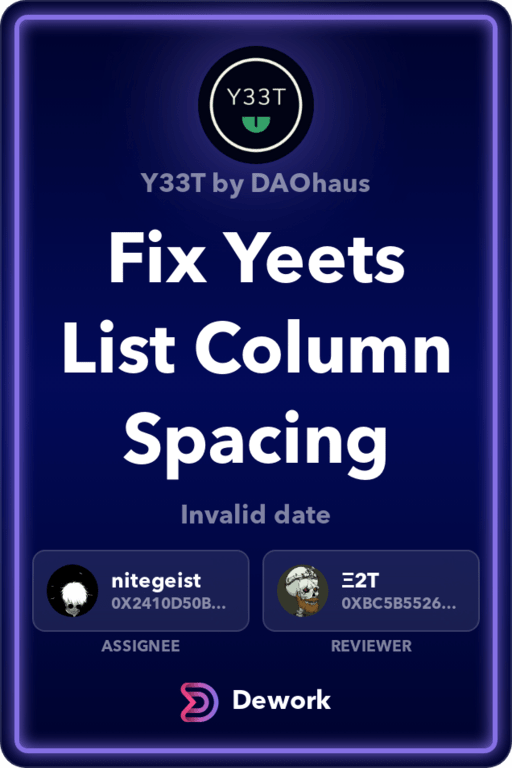 Y33T
Y33T by DAOhaus
Fix Yeets
List Column
Spacing
Invalid date
nitegeist
0X2410D50B...
Ξ2T
0XBC5B5526...
ASSIGNEE
REVIEWER
Dework